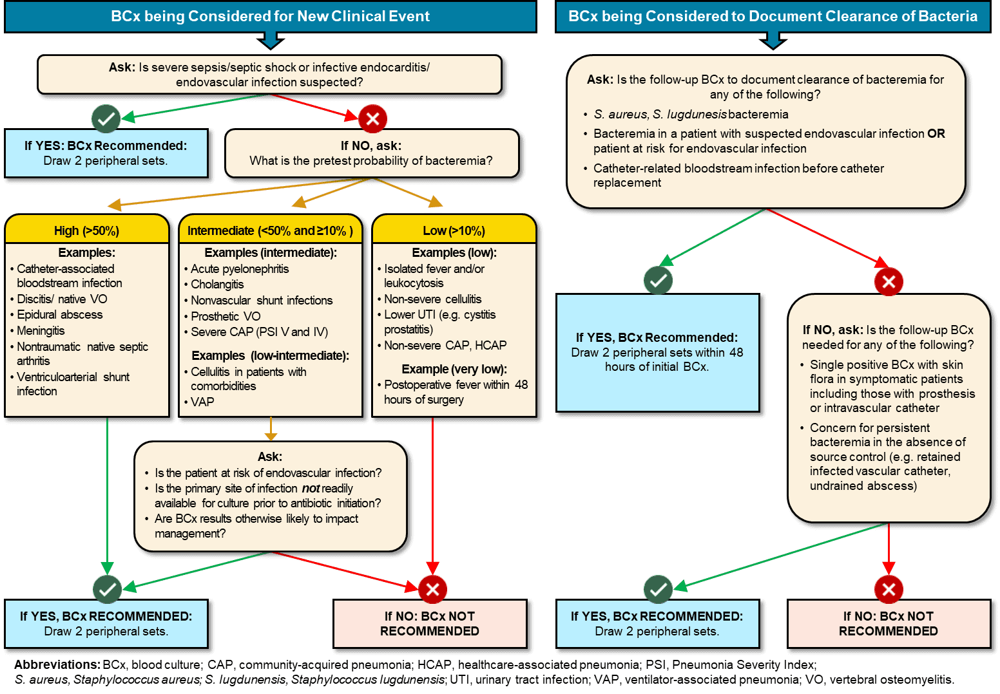 BCx being Considered for New Clinical Event
Ask: Is severe sepsis/septic shock or infective endocarditis/
endovascular infection suspected?
If YES: BCx Recommended:
Draw 2 peripheral sets.
If NO, ask:
What is the pretest probability of bacteremia?
High (>50%)
Examples:
• Catheter-associated
bloodstream infection
• Discitis/ native VO
• Epidural abscess
• Meningitis
• Nontraumatic native septic
arthritis
• Ventriculoarterial shunt
infection
Intermediate (<50% and ≥10% )
Examples (intermediate):
• Acute pyelonephritis
• Cholangitis
• Nonvascular shunt infections
• Prosthetic VO
• Severe CAP (PSI V and IV)
Examples (low-intermediate):
• Cellulitis in patients with
comorbidities
• VAP
Low (>10%)
Examples (low):
• Isolated fever and/or
leukocytosis
• Non-severe cellulitis
• Lower UTI (e.g. cystitis
prostatitis)
• Non-severe CAP, HCAP
Example (very low):
• Postoperative fever within 48
hours of surgery
Ask:
• Is the patient at risk of endovascular infection?
• Is the primary site of infection not readily
available for culture prior to antibiotic initiation?
• Are BCx results otherwise likely to impact
management?
If YES, BCx RECOMMENDED:
Draw 2 peripheral sets.
If NO: BCx NOT
RECOMMENDED
BCx being Considered to Document Clearance of Bacteria
Ask: Is the follow-up BCx to document clearance of bacteremia for
any of the following?
• S. aureus, S. lugdunesis bacteremia
• Bacteremia in a patient with suspected endovascular infection OR
patient at risk for endovascular infection
• Catheter-related bloodstream infection before catheter
replacement
If YES, BCx Recommended:
Draw 2 peripheral sets within 48
hours of initial BCx.
If NO, ask: Is the follow-up BCx
needed for any of the following?
• Single positive BCx with skin
flora in symptomatic patients
including those with prosthesis
or intravascular catheter
• Concern for persistent
bacteremia in the absence of
source control (e.g. retained
infected vascular catheter,
undrained abscess)
If YES, BCx RECOMMENDED:
Draw 2 peripheral sets.
If NO: BCx NOT
RECOMMENDED
Abbreviations: BCx, blood culture; CAP, community-acquired pneumonia; HCAP, healthcare-associated pneumonia; PSI, Pneumonia Severity Index;
S. aureus, Staphylococcus aureus; S. lugdunensis, Staphylococcus lugdunensis; UTI, urinary tract infection; VAP, ventilator-associated pneumonia; VO, vertebral osteomyelitis.